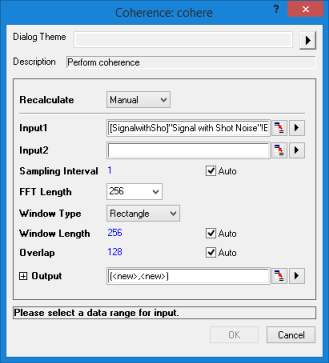 Coherence: cohere ? ×
Dialog Theme
Description Perform coherence
Recalculate Manual
Input1 [SignalwithSho]"Signal with Shot Noise"!B
Input2
Sampling Interval 1 Auto
FFT Length 256
Window Type Rectangle
Window Length 256 Auto
Overlap 128 Auto
Output (<new>,<new>)
Please select a data range for input.
OK Cancel